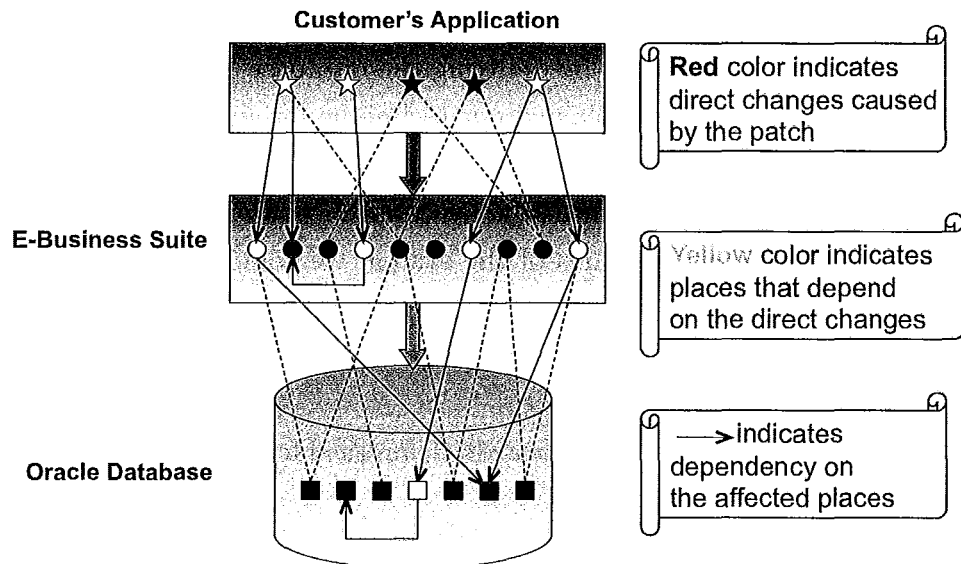 Customer's Application
Red color indicates
direct changes caused
by the patch
E-Business Suite
Yellow color indicates
places that depend
on the direct changes
Oracle Database
indicates
dependency on
the affected places